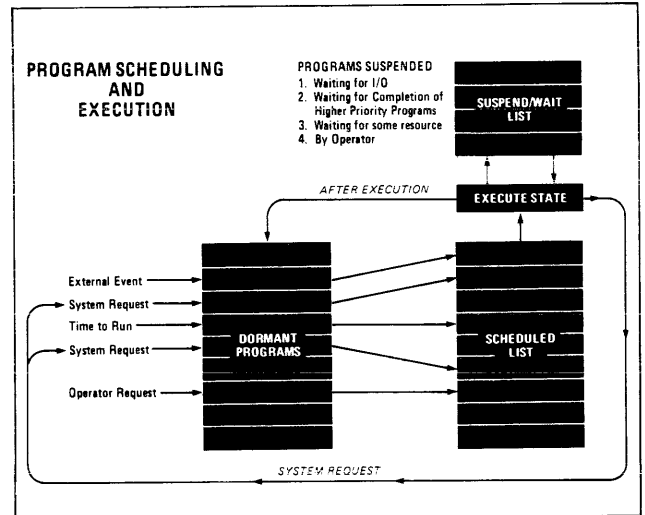 PROGRAM SCHEDULING
AND
EXECUTION
PROGRAMS SUSPENDED
1. Waiting for I/O
2. Waiting for Completion of
Higher Priority Programs
3. Waiting for some resource
4. By Operator
SUSPEND/WAIT
LIST
AFTER EXECUTION
EXECUTE STATE
External Event
System Request
Time to Run
System Request
Operator Request
DORMANT
PROGRAMS
SCHEDULED
LIST
SYSTEM REQUEST